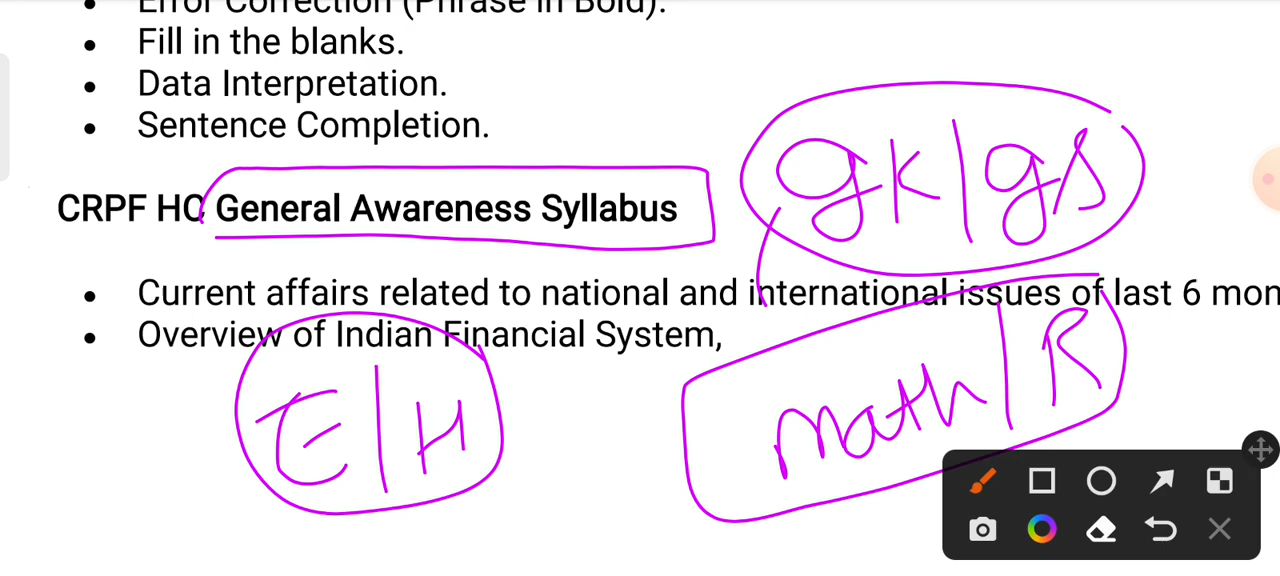 • Error Correction (Phrase in Bold).
• Fill in the blanks.
• Data Interpretation.
• Sentence Completion.
gk | gs
CRPF HC General Awareness Syllabus
• Current affairs related to national and international issues of last 6 mon
• Overview of Indian Financial System,
E | H
math | R